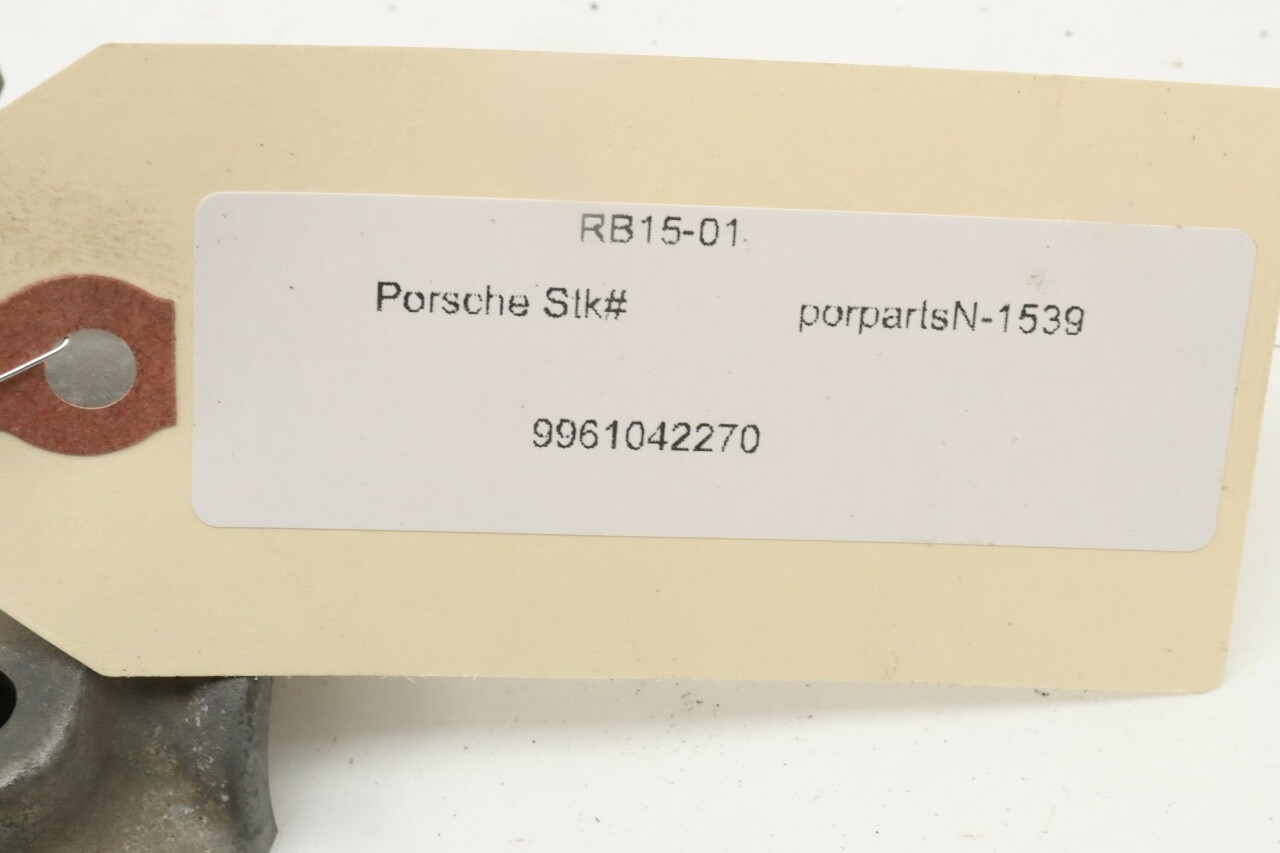 RB15-01
Porsche Stk# porpartsN-1539
9961042270